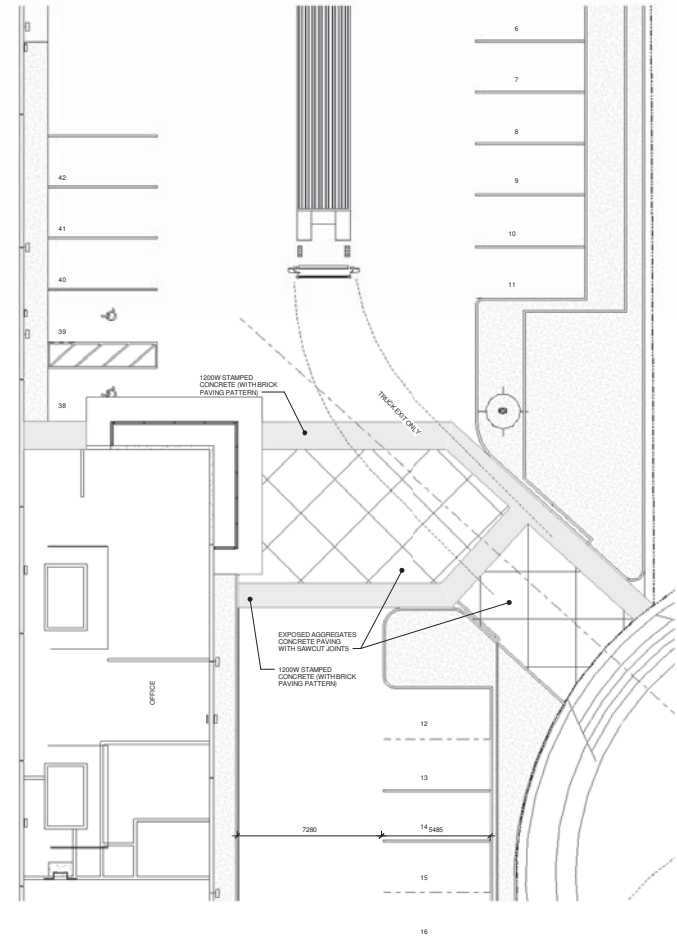 6
7
8
9
10
11
42
41
40
39
38
1200W STAMPED
CONCRETE (WITH BRICK
PAVING PATTERN)
TRUCK EXIT ONLY
EXPOSED AGGREGATES
CONCRETE PAVING
WITH SAWCUT JOINTS
1200W STAMPED
CONCRETE (WITH BRICK
PAVING PATTERN)
OFFICE
12
13
14
7280
5485
15
16